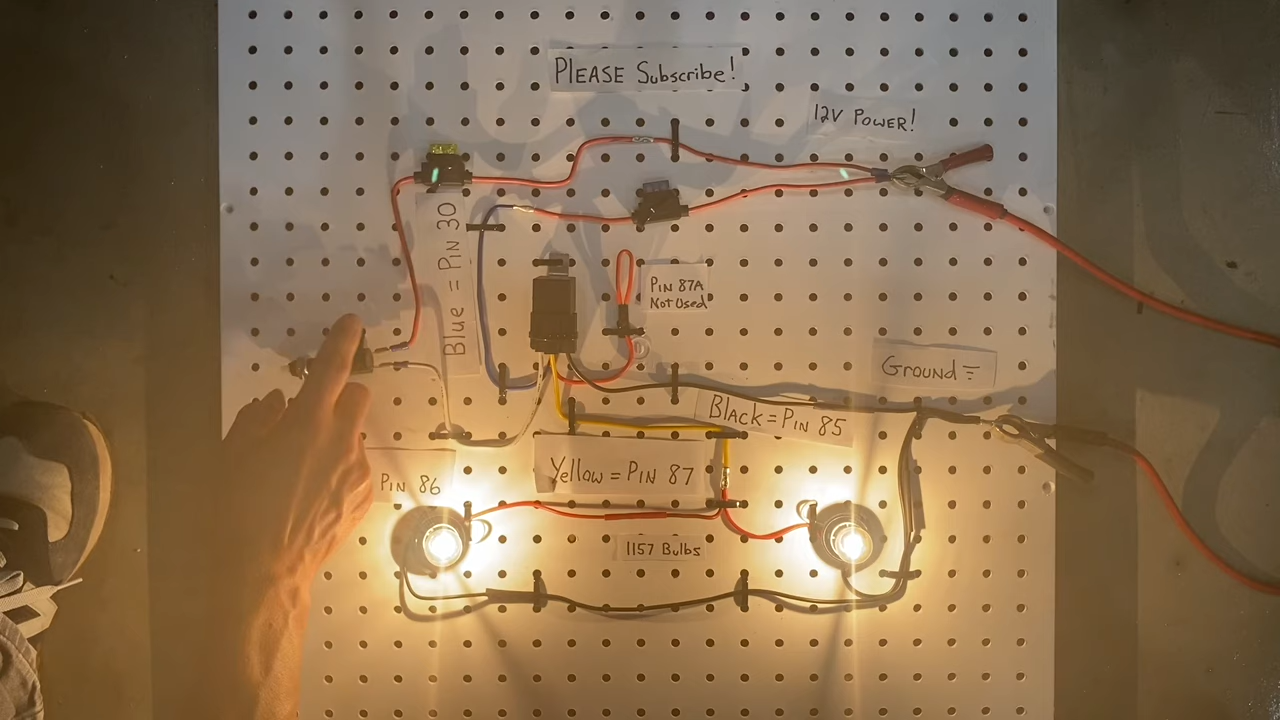 PLEASE Subscribe!
12V POWER!
Blue = PIN 30
PIN 87A
Not Used
Ground
BLACK = PIN 85
Yellow = PIN 87
PIN 86
1157 Bulbs